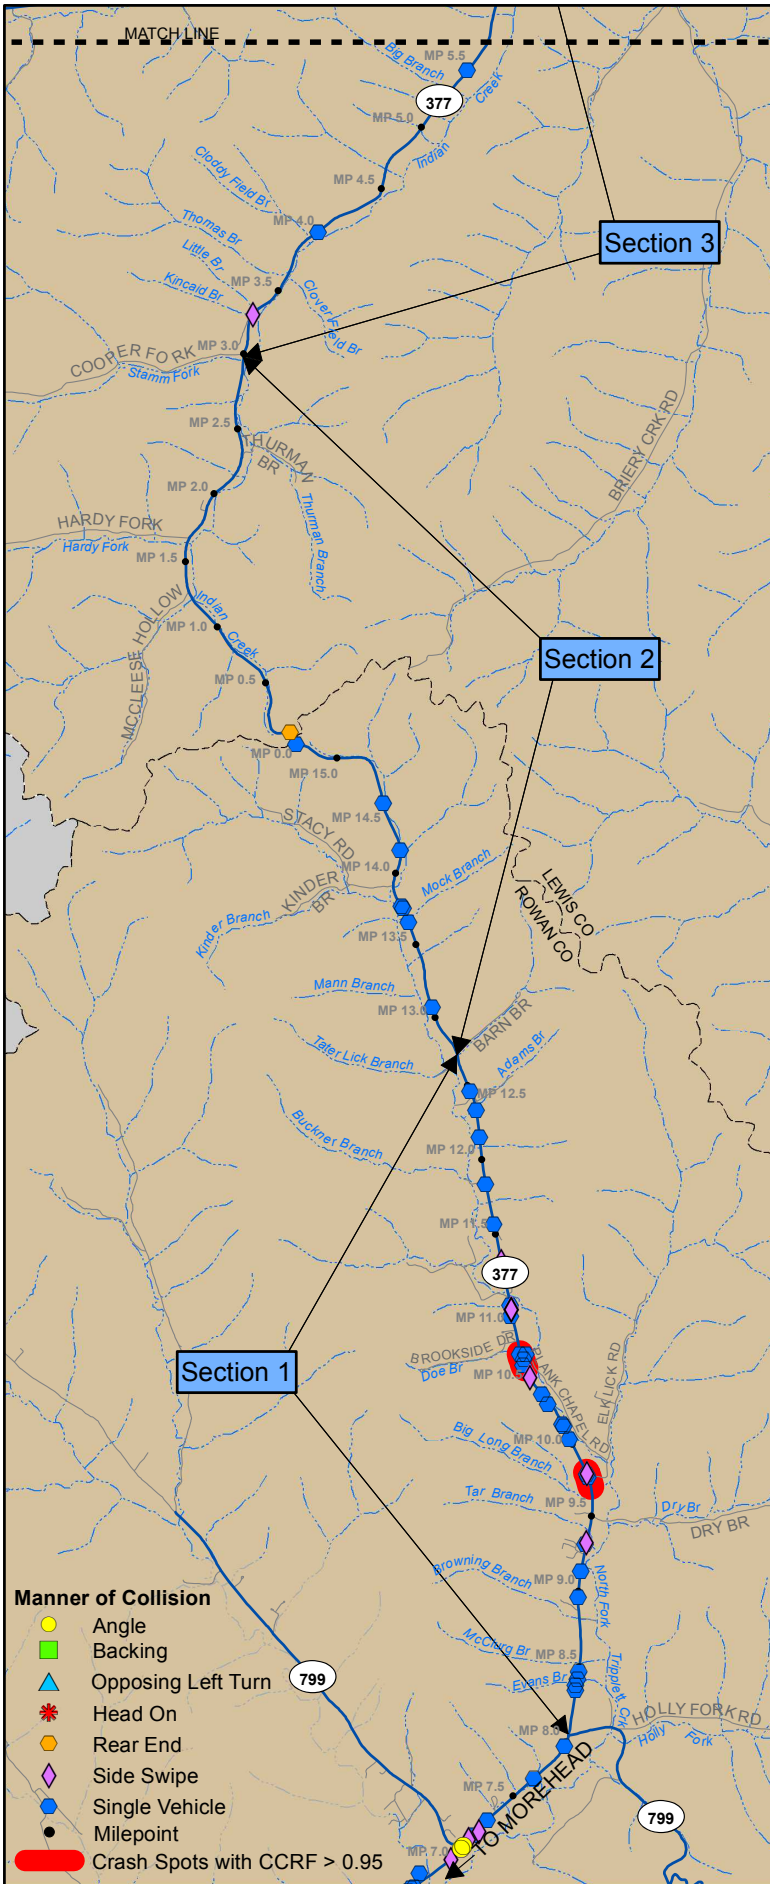 MATCH LINE
Big Branch
MP 5.5
377
Creek
MP 5.0
Indian
Cloddy Field Br
MP 4.5
Thomas Br
MP 4.0
Section 3
Little Br
Kincaid Br
MP 3.5
Clover Field Br
COOPER FO RK
MP 3.0
Stamm Fork
MP 2.5
THURMAN BR
BRIERY CRK RD
MP 2.0
Thurman Branch
HARDY FORK
Hardy Fork
MP 1.5
Indian Creek
MCCLEESE HOLLOW
MP 1.0
Section 2
MP 0.5
MP 0.0
MP 15.0
STACY RD
MP 14.5
MP 14.0
KINDER BR
Mock Branch
LEWIS CO
ROWAN CO
Kinder Branch
MP 13.5
Mann Branch
MP 13.0
BARN BR
Tater Lick Branch
Adams Br
MP 12.5
Buckner Branch
MP 12.0
MP 11.5
377
MP 11.0
BROOKSIDE DR
Doe Br
PLANK CHAPEL RD
ELK LICK RD
Section 1
MP 10.
MP 10.0
Big Long Branch
Tar Branch
MP 9.5
Dry Br
DRY BR
Browning Branch
MP 9.0
North Fork
Manner of Collision
Angle
McClurg Br
MP 8.5
Backing
Evans Br
Triplett Crk
Opposing Left Turn
799
Head On
HOLLY FORK RD
MP 8.0
Holly Fork
Rear End
Side Swipe
MP 7.5
TO MOREHEAD
Single Vehicle
799
Milepoint
MP 7.0
Crash Spots with CCRF > 0.95